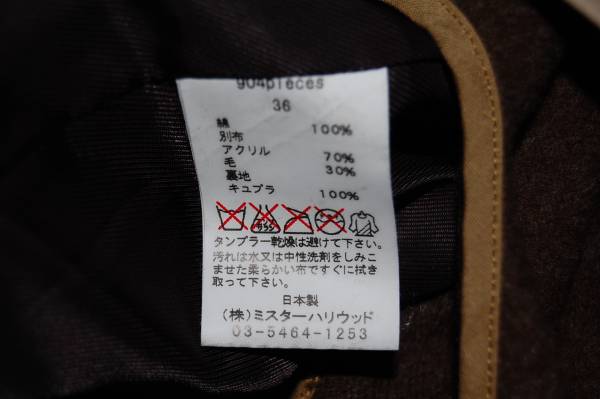 904pieces
36
綿 100%
別布
アクリル 70%
毛 30%
裏地
キュプラ 100%
タンブラー乾燥は避けて下さい。
汚れは水又は中性洗剤をしみこ
ませた柔らかい布ですぐに拭き
取って下さい。
日本製
(株)ミスターハリウッド
03-5464-1253